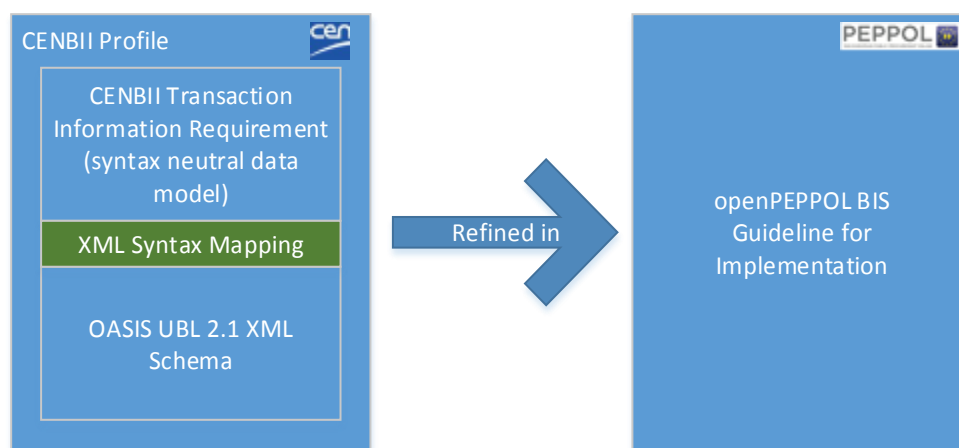 CENBII Profile
cen
CENBII Transaction
Information Requirement
(syntax neutral data
model)
XML Syntax Mapping
OASIS UBL 2.1 XML
Schema
Refined in
PEPPOL
openPEPPOL BIS
Guideline for
Implementation